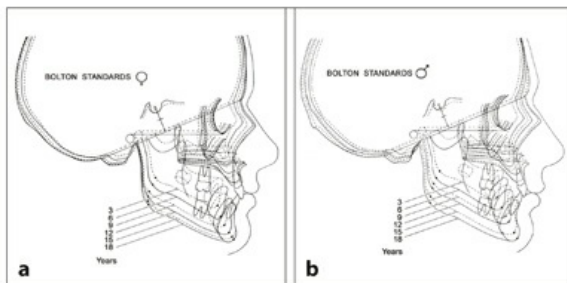 BOLTON STANDARDS ♀
3
6
9
12
15
18
Years
a
BOLTON STANDARDS ♂
3
6
9
12
15
18
Years
b